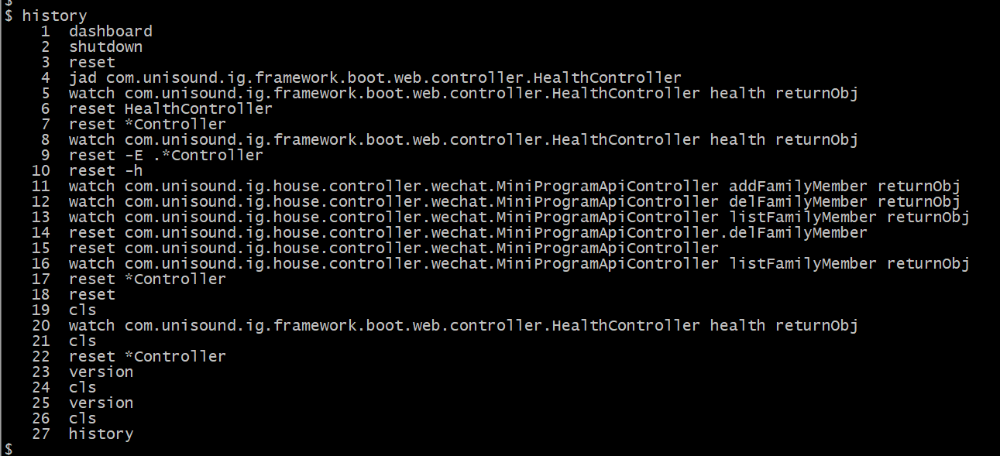 $
$ history
1 dashboard
2 shutdown
3 reset
4 jad com.unisound.ig.framework.boot.web.controller.HealthController
5 watch com.unisound.ig.framework.boot.web.controller.HealthController health returnObj
6 reset HealthController
7 reset *Controller
8 watch com.unisound.ig.framework.boot.web.controller.HealthController health returnObj
9 reset -E .*Controller
10 reset -h
11 watch com.unisound.ig.house.controller.wechat.MiniProgramApiController addFamilyMember returnObj
12 watch com.unisound.ig.house.controller.wechat.MiniProgramApiController delFamilyMember returnObj
13 watch com.unisound.ig.house.controller.wechat.MiniProgramApiController listFamilyMember returnObj
14 reset com.unisound.ig.house.controller.wechat.MiniProgramApiController.delFamilyMember
15 reset com.unisound.ig.house.controller.wechat.MiniProgramApiController
16 watch com.unisound.ig.house.controller.wechat.MiniProgramApiController listFamilyMember returnObj
17 reset *Controller
18 reset
19 cls
20 watch com.unisound.ig.framework.boot.web.controller.HealthController health returnObj
21 cls
22 reset *Controller
23 version
24 cls
25 version
26 cls
27 history
$